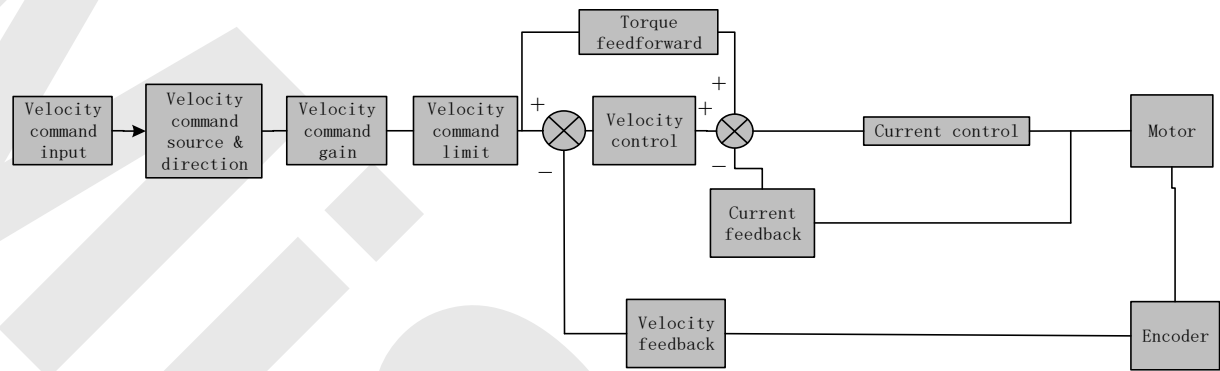 Torque
feedforward
Velocity
command
input
Velocity
command
source &
direction
Velocity
command
gain
Velocity
command
limit
+
−
Velocity
control
+
+
−
Current control
Motor
Current
feedback
Velocity
feedback
Encoder